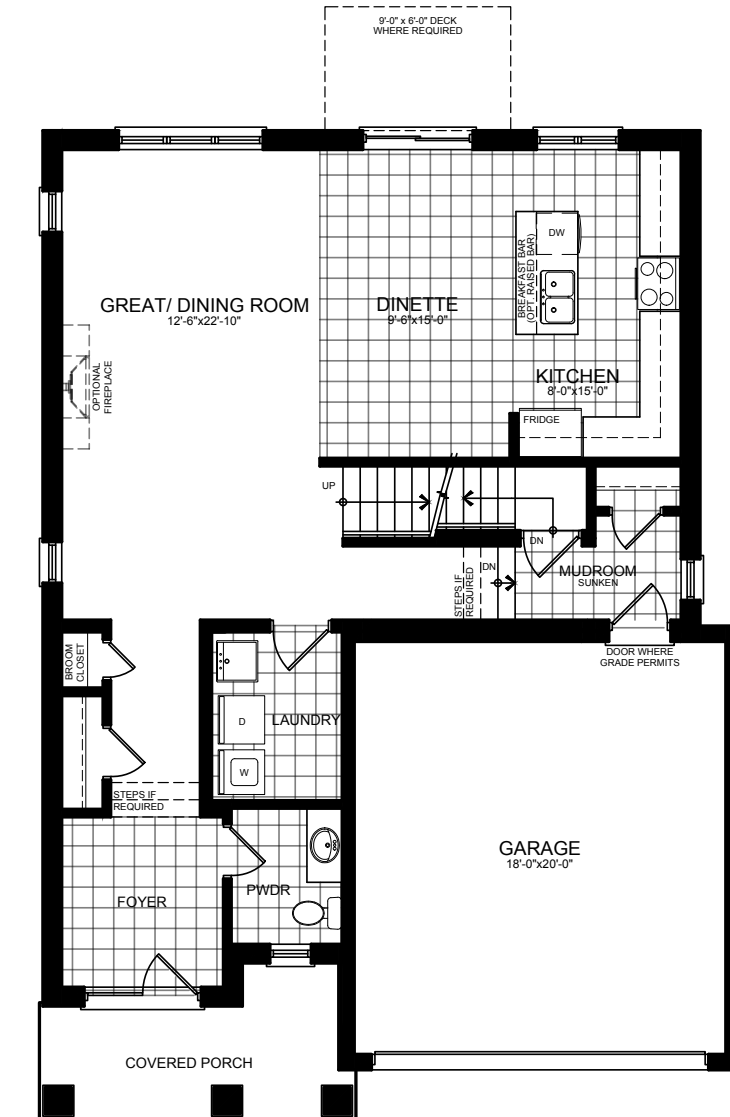 9'-0" x 6'-0" DECK
WHERE REQUIRED
DW
BREAKFAST BAR
(OPT. RAISED BAR)
GREAT/ DINING ROOM
12'-6"x22'-10"
DINETTE
9'-6"x15'-0"
OPTIONAL
FIREPLACE
KITCHEN
8'-0"x15'-0"
FRIDGE
UP
DN
DN
STEPS IF
REQUIRED
MUDROOM
SUNKEN
BROOM
CLOSET
DOOR WHERE
GRADE PERMITS
D
LAUNDRY
W
STEPS IF
REQUIRED
GARAGE
18'-0"x20'-0"
FOYER
PWDR
COVERED PORCH